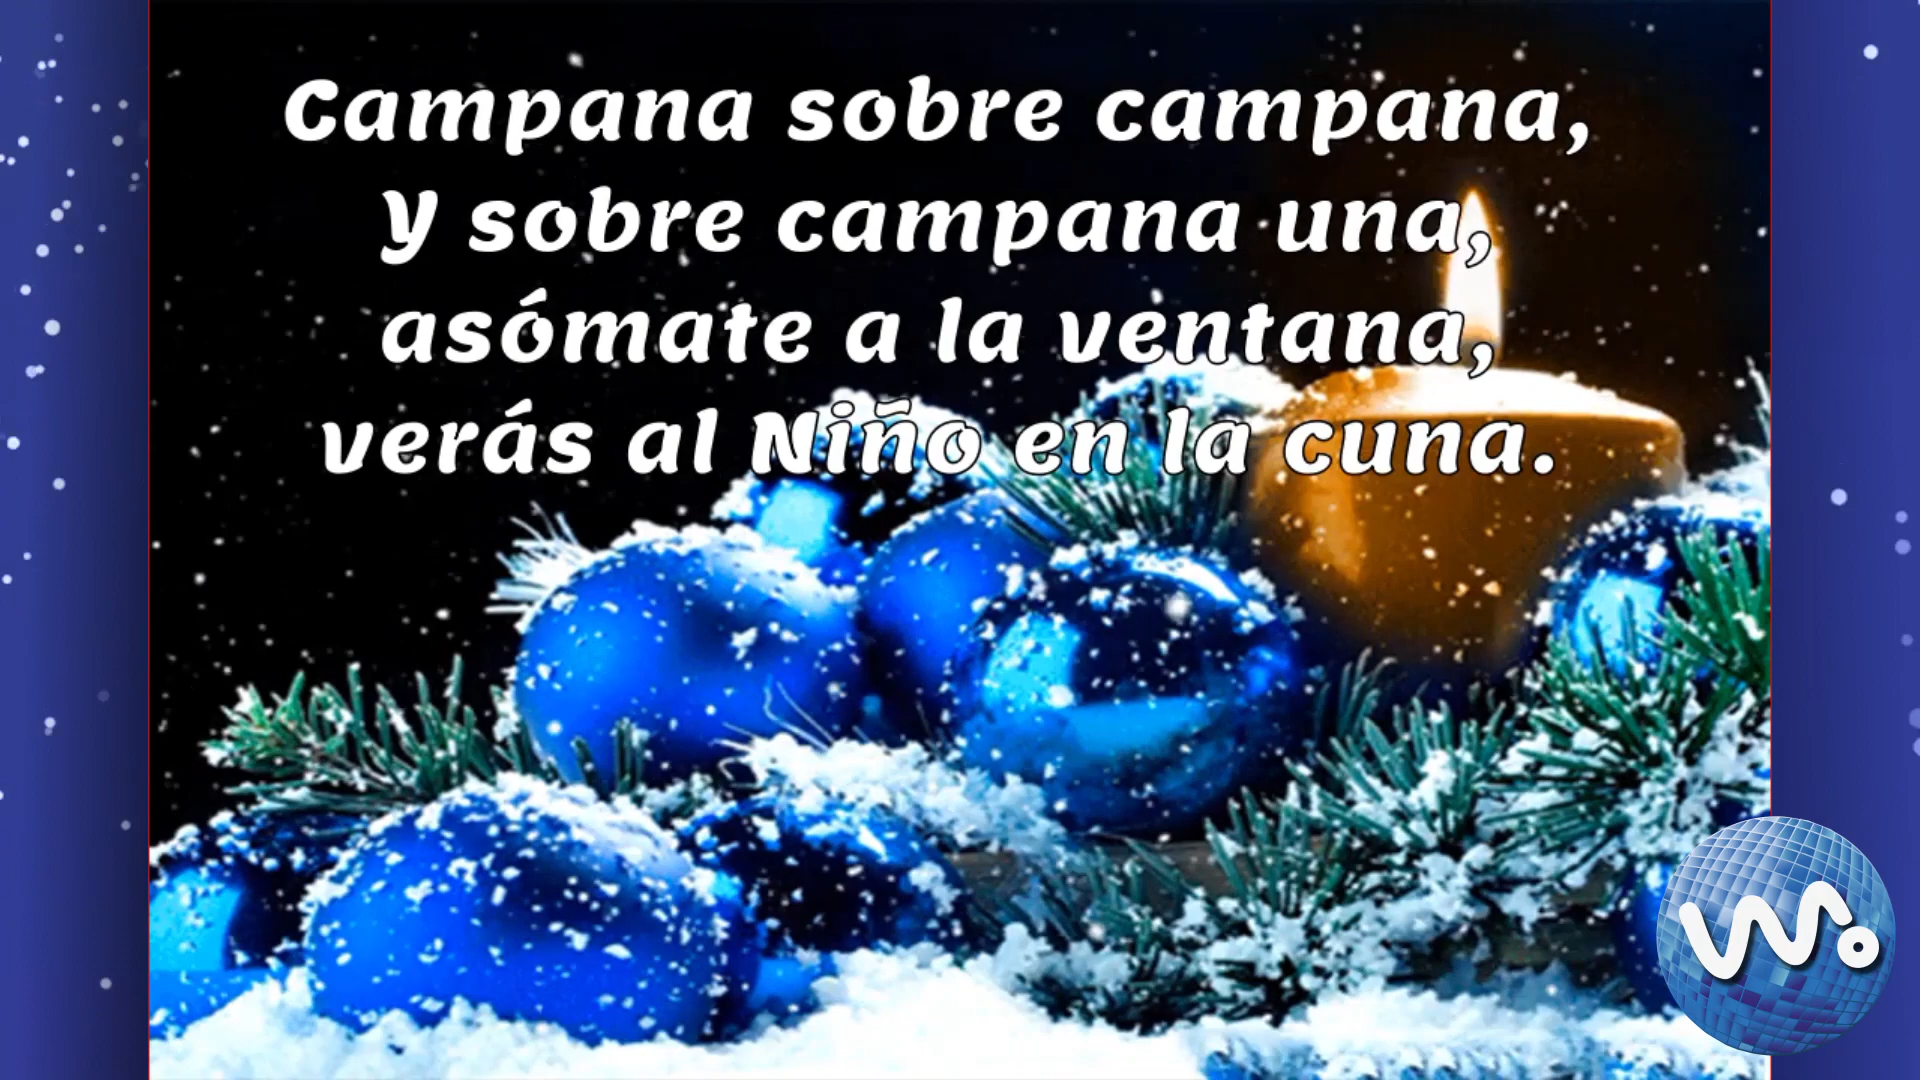 Campana sobre campana,
Y sobre campana una,
asómate a la ventana,
verás al Niño en la cuna.